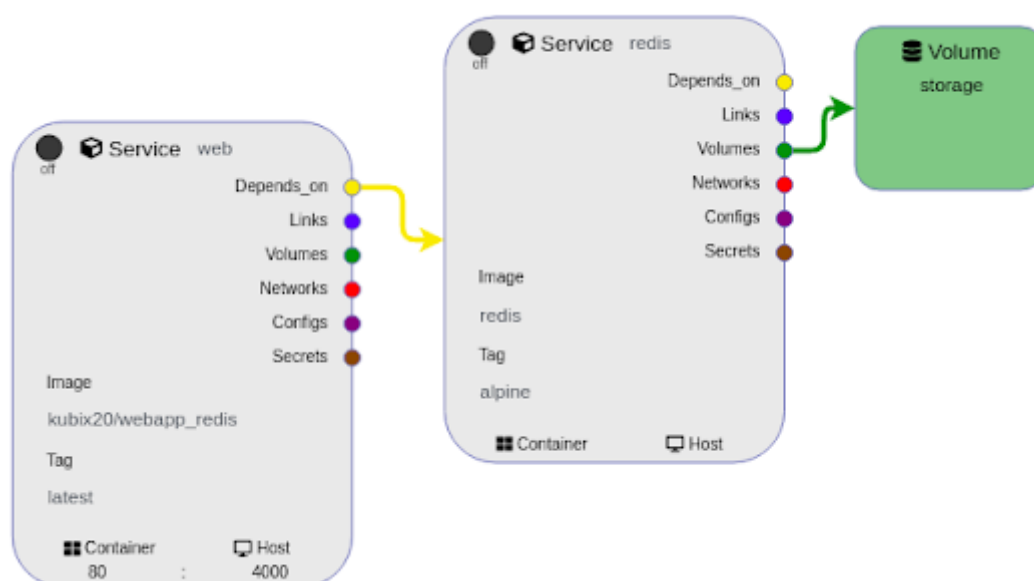 Service web
off
Depends_on
Links
Volumes
Networks
Configs
Secrets
Image
kubix20/webapp_redis
Tag
latest
Container Host
80 : 4000
Service redis
off
Depends_on
Links
Volumes
Networks
Configs
Secrets
Image
redis
Tag
alpine
Container Host
Volume
storage